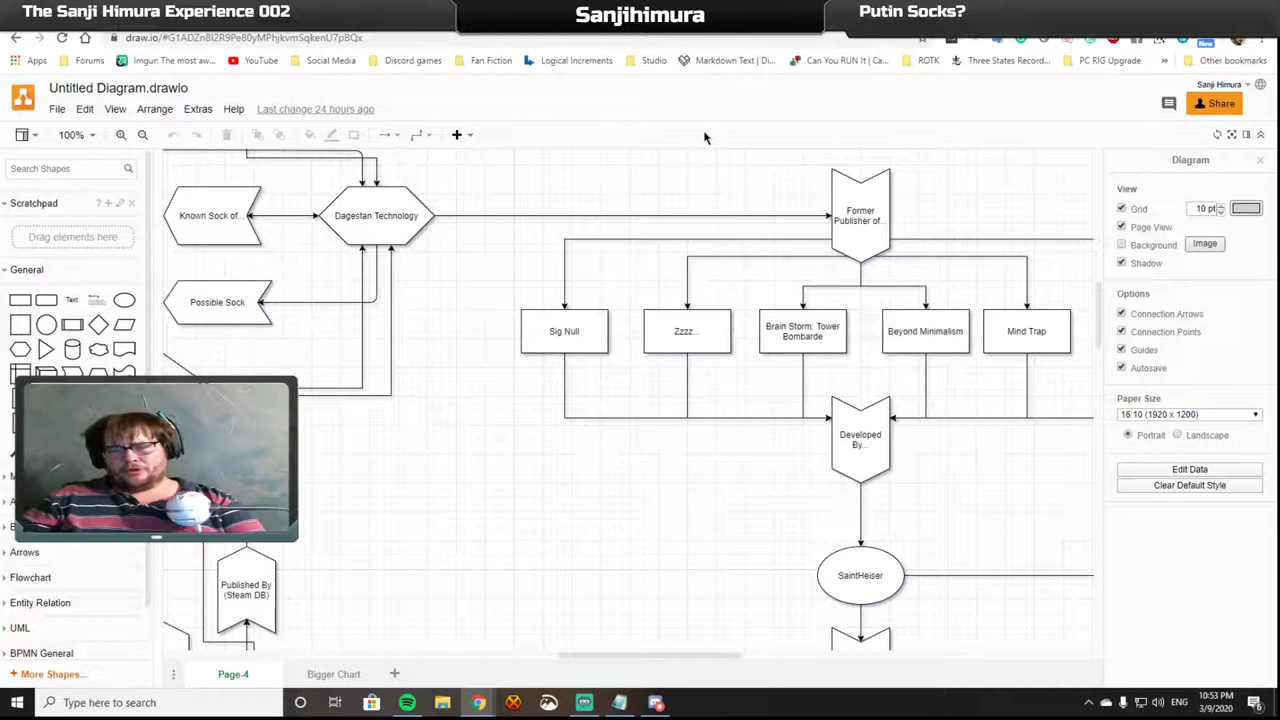 The Sanji Himura Experience 002
Sanjihimura
Putin Socks?
draw.io/#G1ADZn8I2R9Pe80yMPhjkvmSqkenU7pBQx
Apps
Forums
Imgur: The most aw...
YouTube
Social Media
Discord games
Fan Fiction
Logical Increments
Studio
Markdown Text | Di...
Can You RUN It | Ca...
ROTK
Three States Recor...
PC RIG Upgrade
»
Other bookmarks
New
Untitled Diagram.drawio
Sanji Himura
File Edit View Arrange Extras Help Last change 24 hours ago
Share
100%
Search Shapes
Scratchpad
?
Drag elements here
General
Text
Arrows
Flowchart
Entity Relation
UML
BPMN General
+ More Shapes...
Known Sock of...
Dagestan Technology
Possible Sock
Published By
(Steam DB)
Former
Publisher of...
Sig.Null
Zzzz...
Brain Storm: Tower
Bombarde
Beyond Minimalism
Mind Trap
Developed
By...
SaintHeiser
Diagram
View
Grid
10 pt
Page View
Background
Image
Shadow
Options
Connection Arrows
Connection Points
Guides
Autosave
Paper Size
16:10 (1920 x 1200)
Portrait
Landscape
Edit Data
Clear Default Style
Page-4
Bigger Chart
Type here to search
ENG
10:53 PM
3/9/2020
6